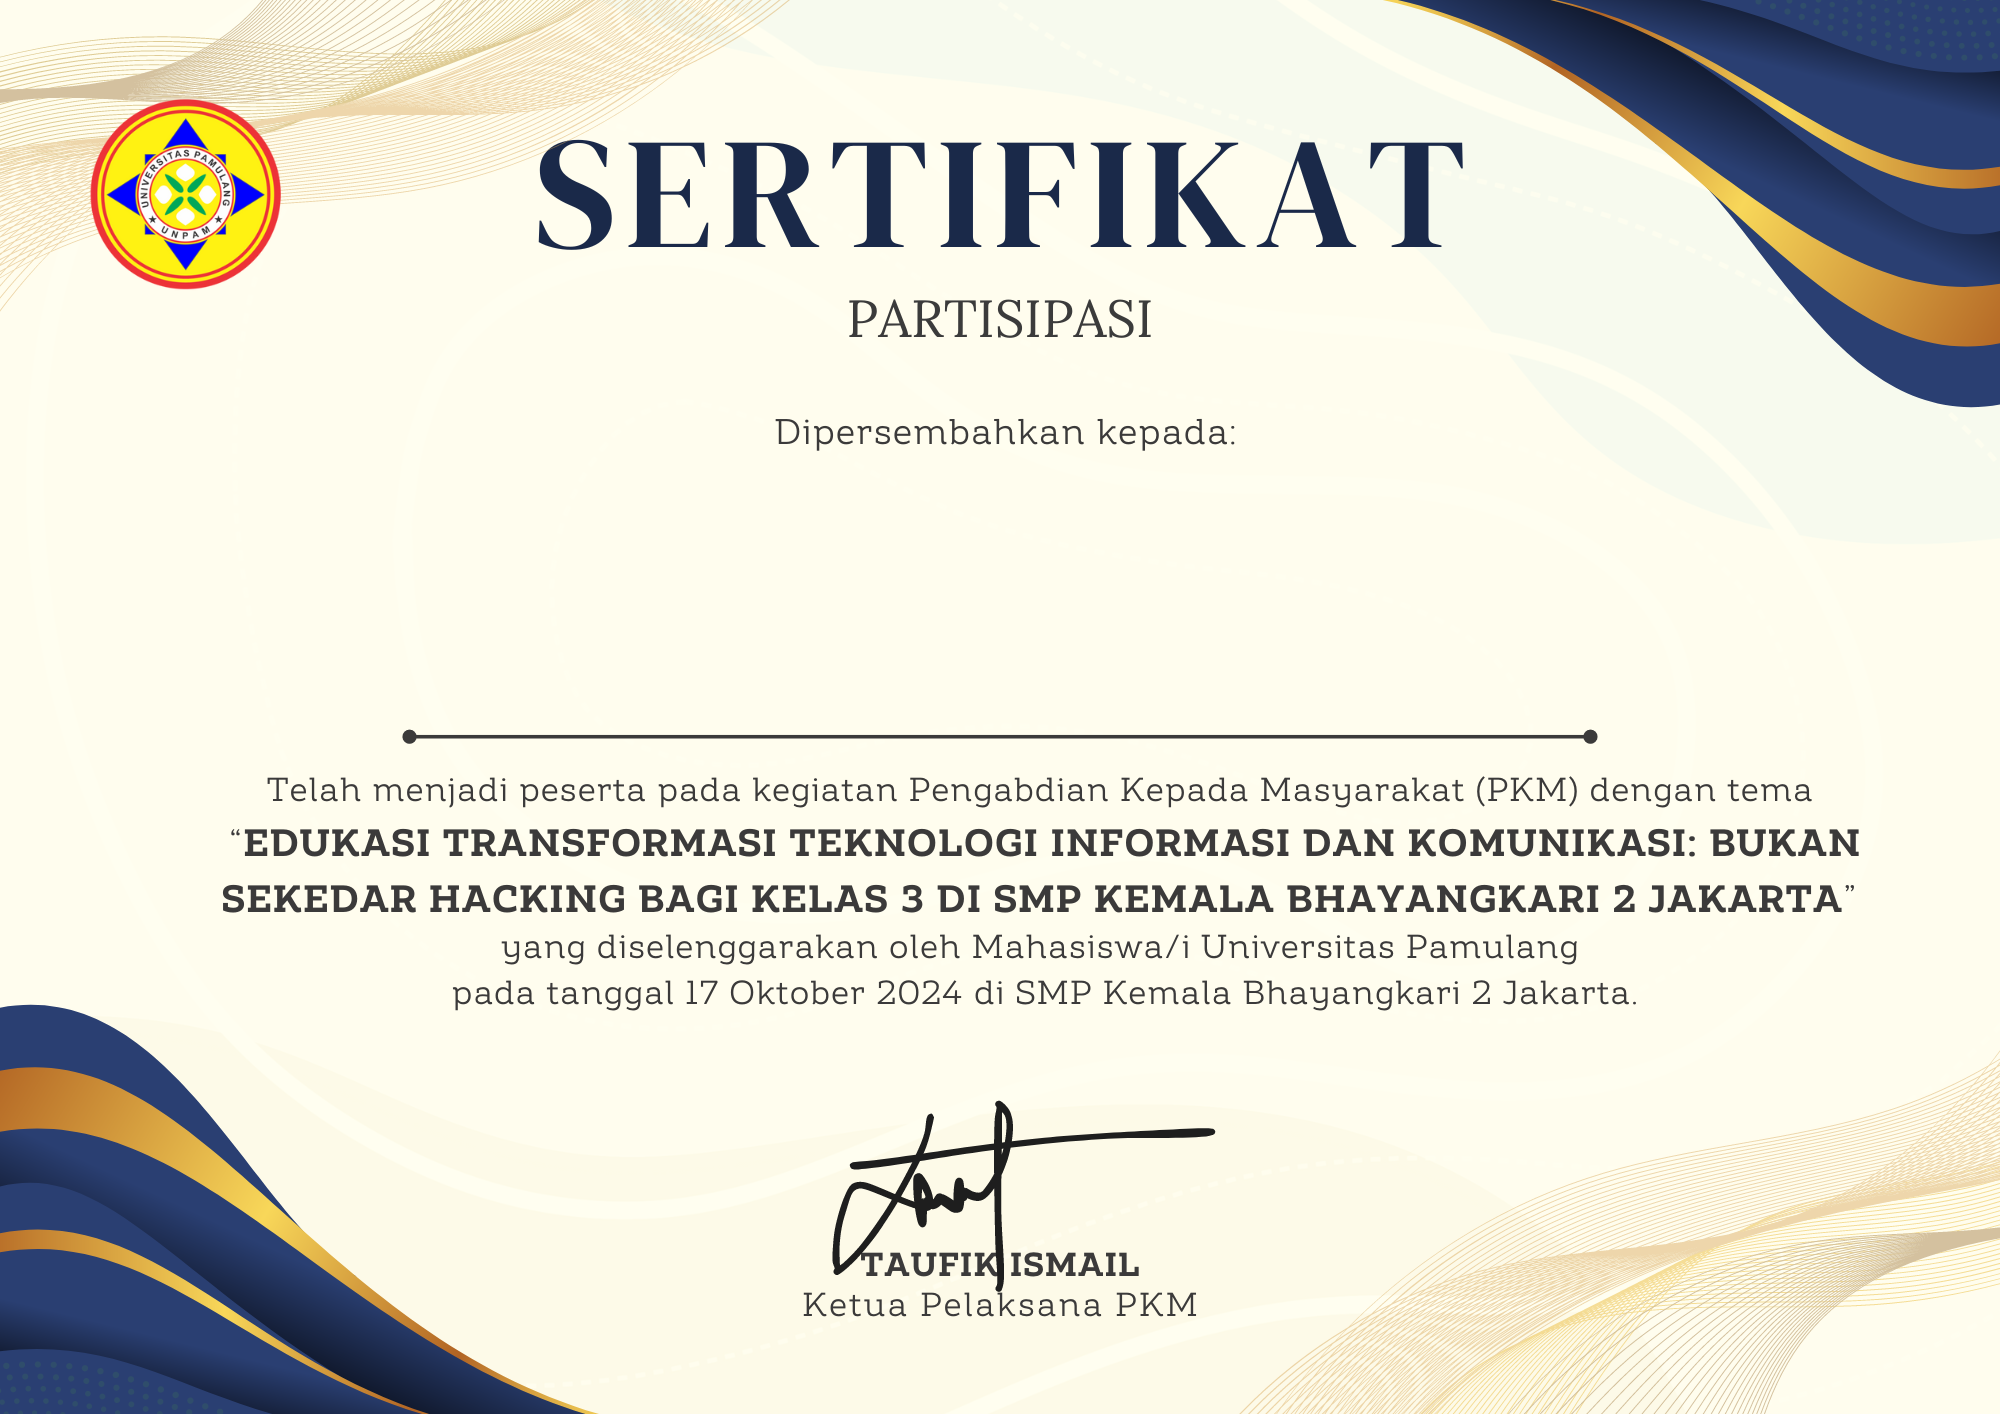 UNIVERSITAS PAMULANG
★ UNPAM ★
SERTIFIKAT
PARTISIPASI
Dipersembahkan kepada:
Telah menjadi peserta pada kegiatan Pengabdian Kepada Masyarakat (PKM) dengan tema
“EDUKASI TRANSFORMASI TEKNOLOGI INFORMASI DAN KOMUNIKASI: BUKAN
SEKEDAR HACKING BAGI KELAS 3 DI SMP KEMALA BHAYANGKARI 2 JAKARTA”
yang diselenggarakan oleh Mahasiswa/i Universitas Pamulang
pada tanggal 17 Oktober 2024 di SMP Kemala Bhayangkari 2 Jakarta.
TAUFIK ISMAIL
Ketua Pelaksana PKM